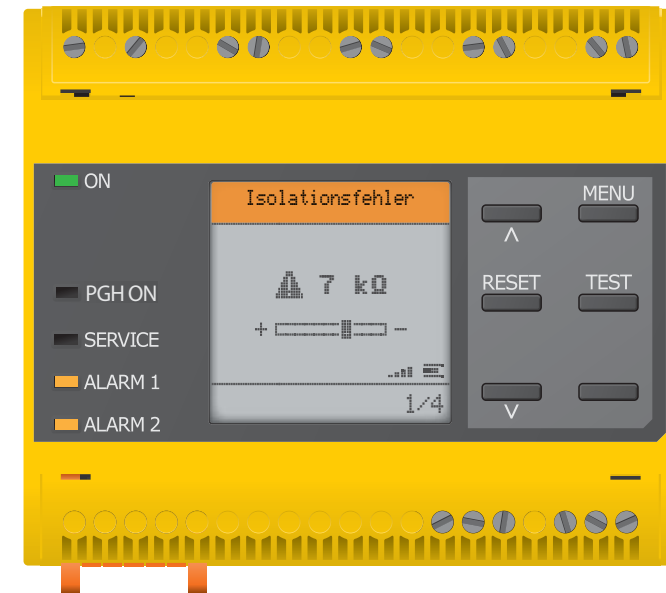 ON
PGH ON
SERVICE
ALARM 1
ALARM 2
Isolationsfehler
7 kΩ
+ -
1/4
MENU
∧
RESET
TEST
∨